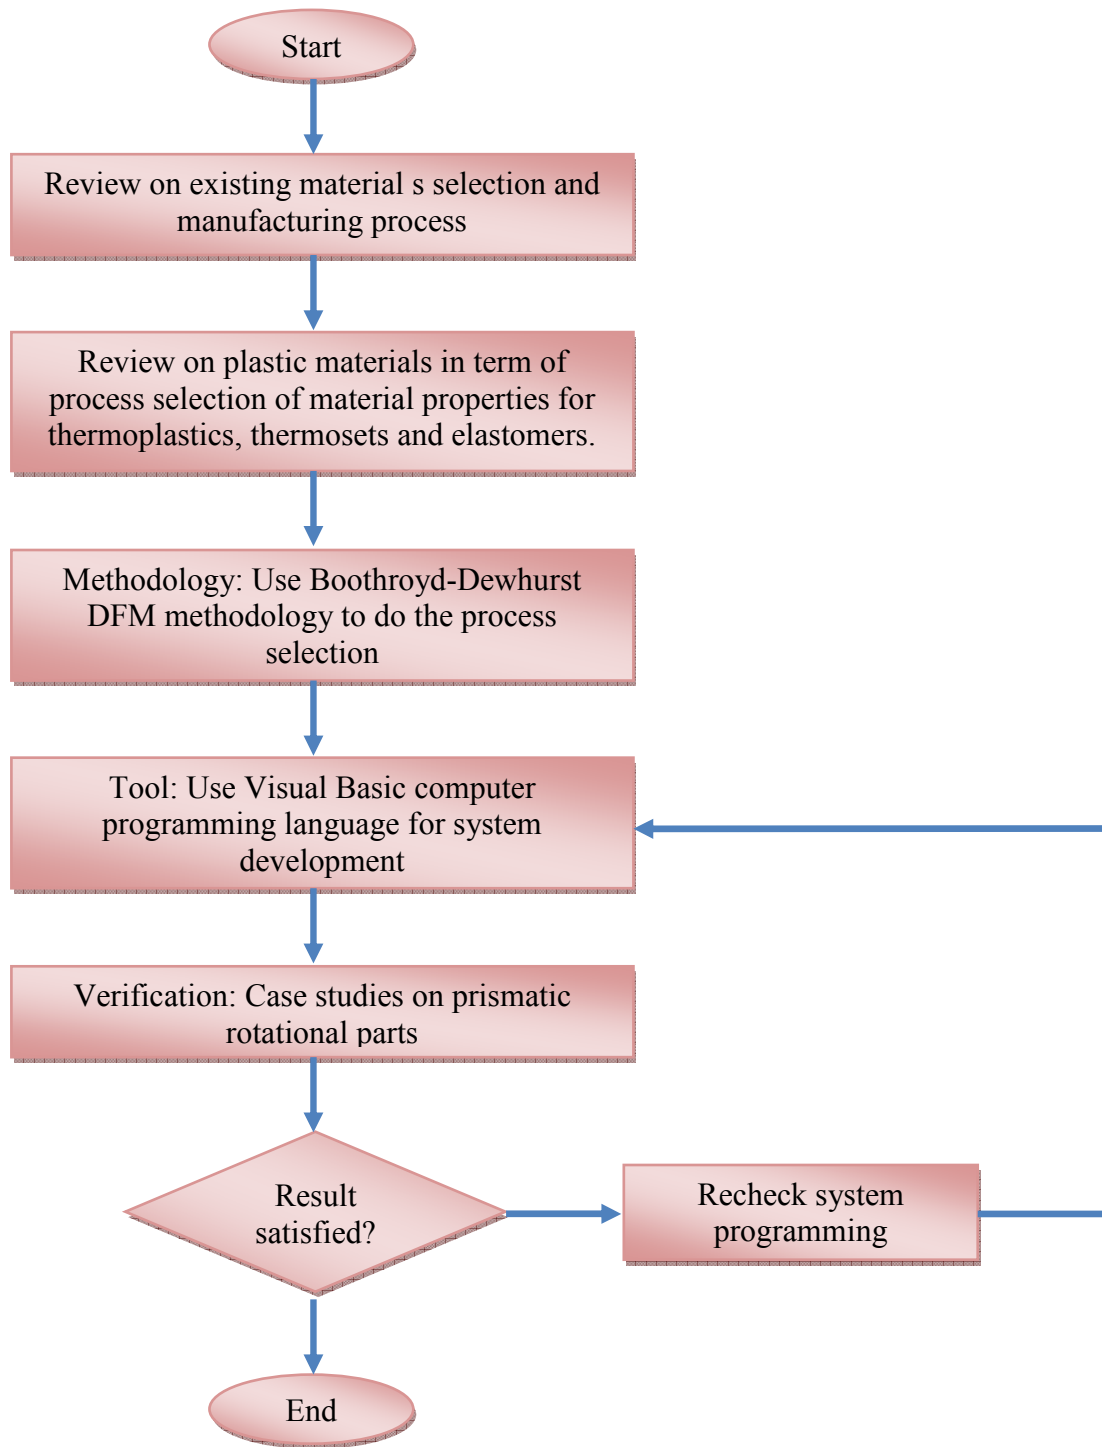 Start
Review on existing material s selection and
manufacturing process
Review on plastic materials in term of
process selection of material properties for
thermoplastics, thermosets and elastomers.
Methodology: Use Boothroyd-Dewhurst
DFM methodology to do the process
selection
Tool: Use Visual Basic computer
programming language for system
development
Verification: Case studies on prismatic
rotational parts
Result
satisfied?
Recheck system
programming
End